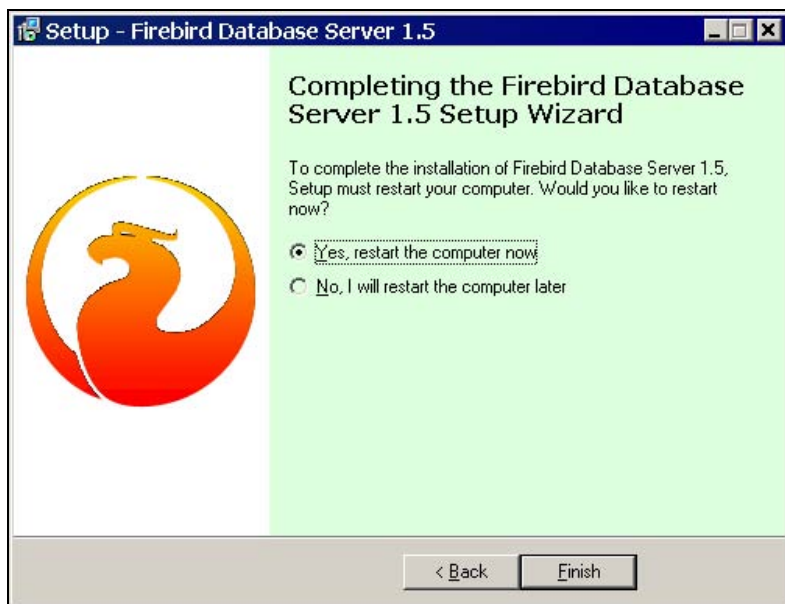 Setup - Firebird Database Server 1.5
Completing the Firebird Database
Server 1.5 Setup Wizard
To complete the installation of Firebird Database Server 1.5,
Setup must restart your computer. Would you like to restart
now?
Yes, restart the computer now
No, I will restart the computer later
< Back
Finish